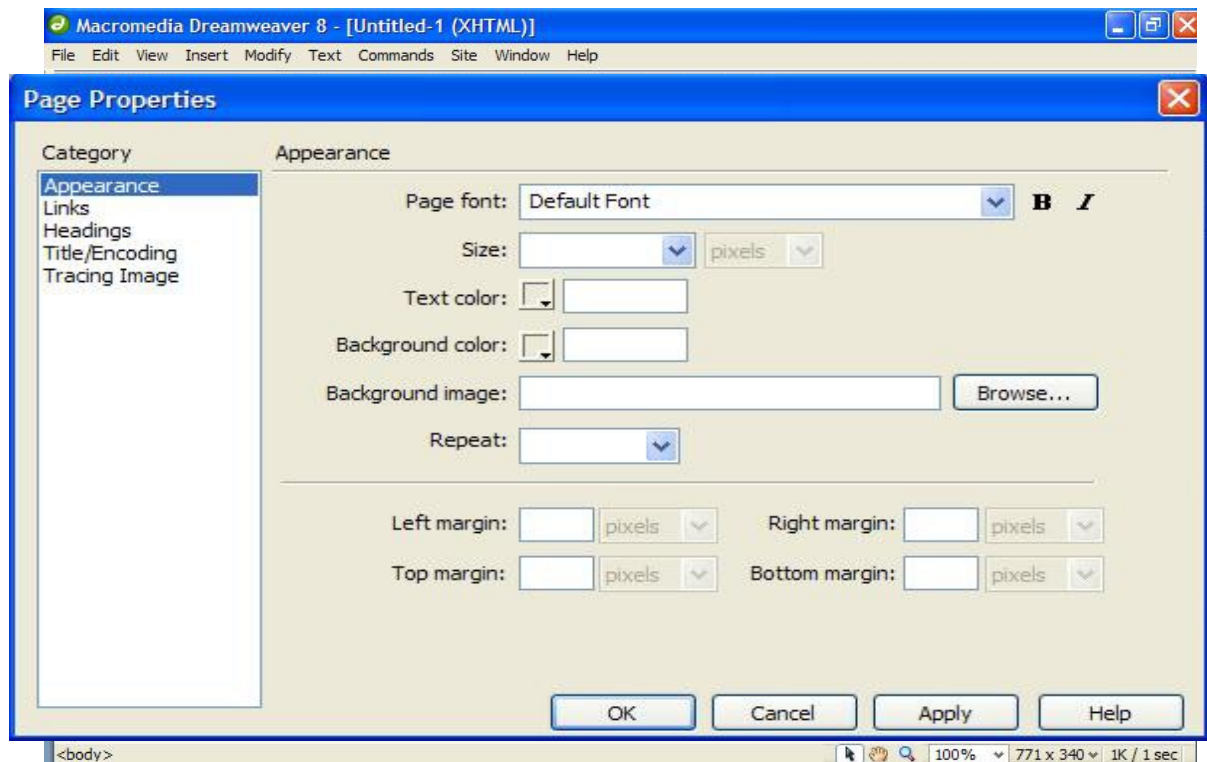 Macromedia Dreamweaver 8 - [Untitled-1 (XHTML)]
File Edit View Insert Modify Text Commands Site Window Help
Page Properties
Category
Appearance
Links
Headings
Title/Encoding
Tracing Image
Appearance
Page font: Default Font B I
Size: pixels
Text color:
Background color:
Background image: Browse...
Repeat:
Left margin: pixels Right margin: pixels
Top margin: pixels Bottom margin: pixels
OK Cancel Apply Help
<body> 100% 771 x 340 1K / 1 sec